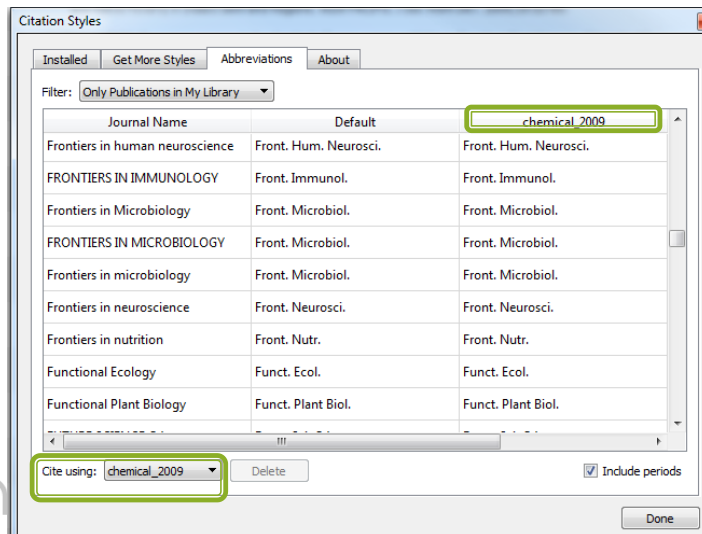 Citation Styles
Installed Get More Styles Abbreviations About
Filter: Only Publications in My Library
Journal Name Default chemical_2009
Frontiers in human neuroscience Front. Hum. Neurosci. Front. Hum. Neurosci.
FRONTIERS IN IMMUNOLOGY Front. Immunol. Front. Immunol.
Frontiers in Microbiology Front. Microbiol. Front. Microbiol.
FRONTIERS IN MICROBIOLOGY Front. Microbiol. Front. Microbiol.
Frontiers in microbiology Front. Microbiol. Front. Microbiol.
Frontiers in neuroscience Front. Neurosci. Front. Neurosci.
Frontiers in nutrition Front. Nutr. Front. Nutr.
Functional Ecology Funct. Ecol. Funct. Ecol.
Functional Plant Biology Funct. Plant Biol. Funct. Plant Biol.
Cite using: chemical_2009 Delete Include periods
Done